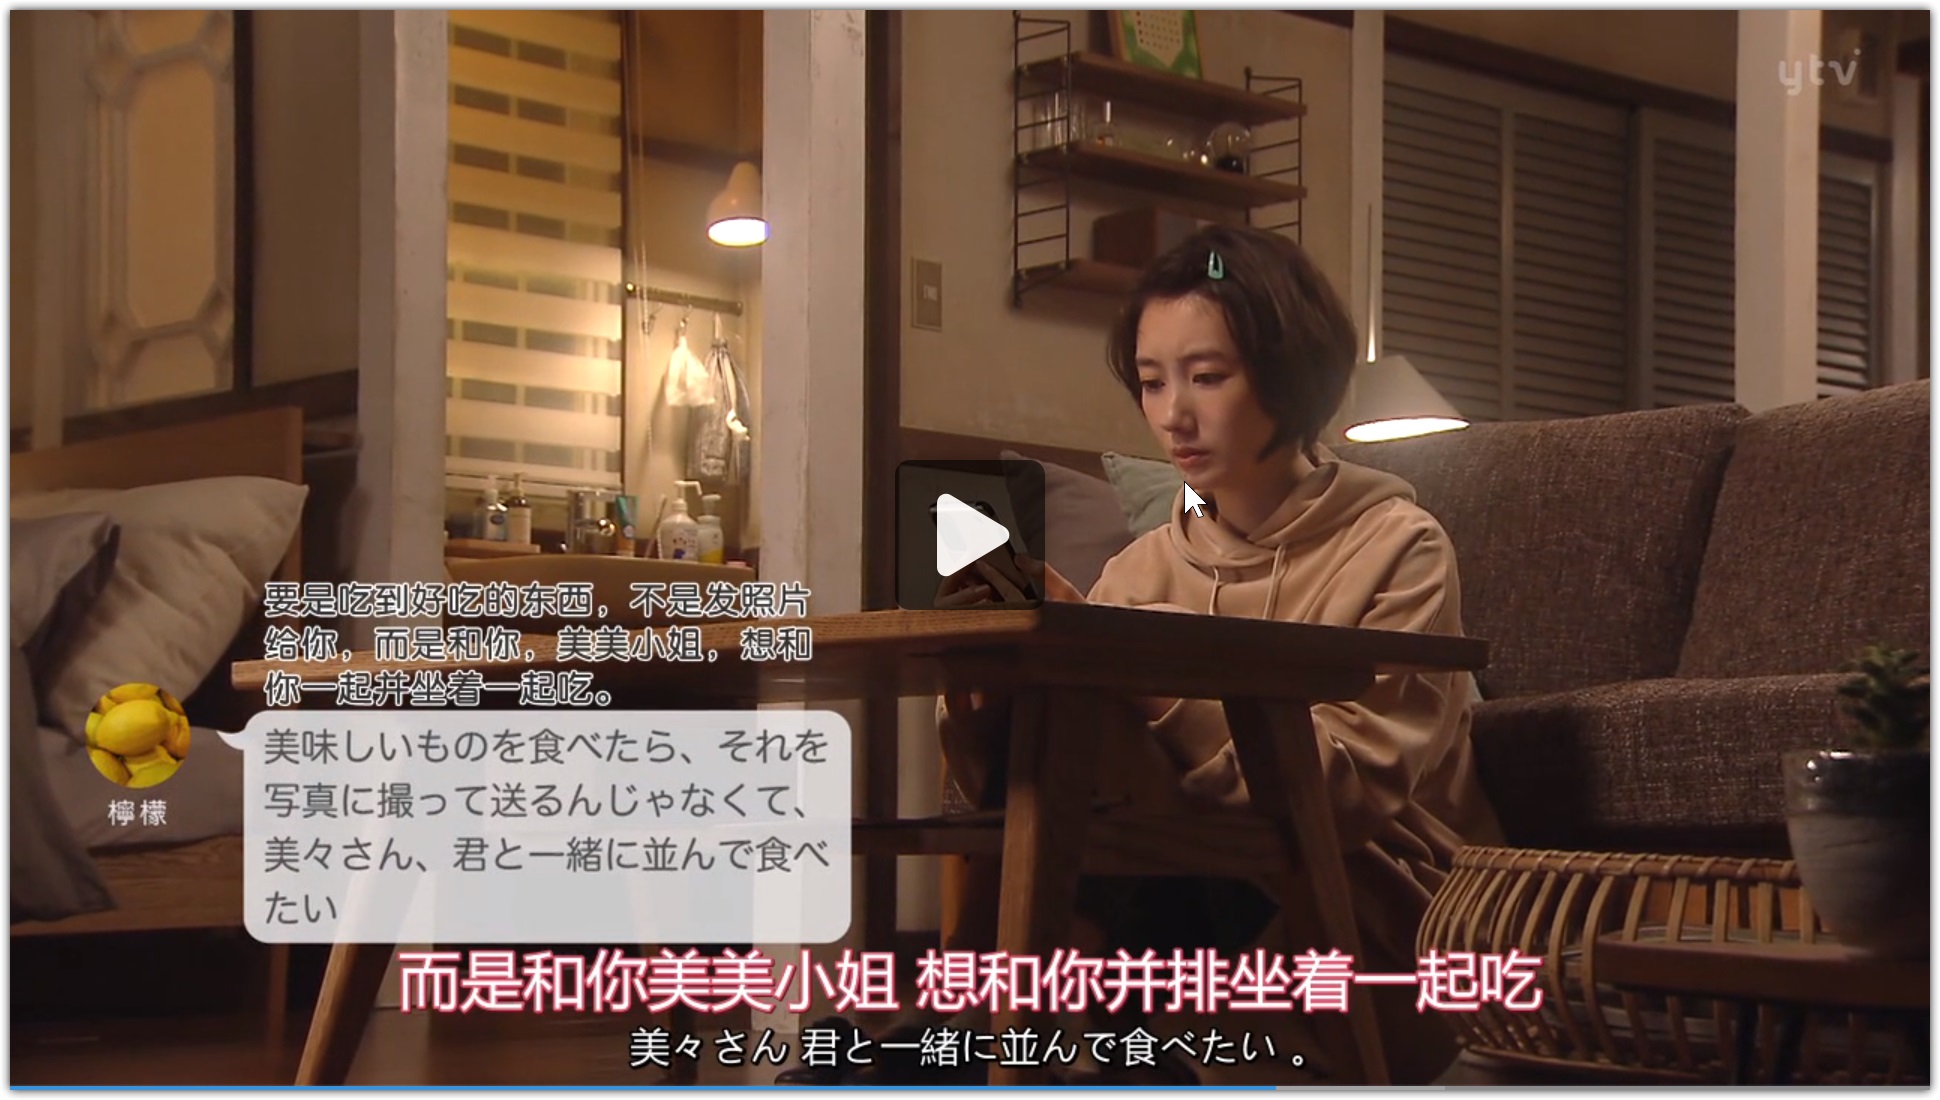 ytv
要是吃到好吃的东西，不是发照片
给你，而是和你，美美小姐，想和
你一起并坐着一起吃。
美味しいものを食べたら、それを
写真に撮って送るんじゃなくて、
美々さん、君と一緒に並んで食べ
たい
檸檬
而是和你美美小姐 想和你并排坐着一起吃
美々さん 君と一緒に並んで食べたい 。